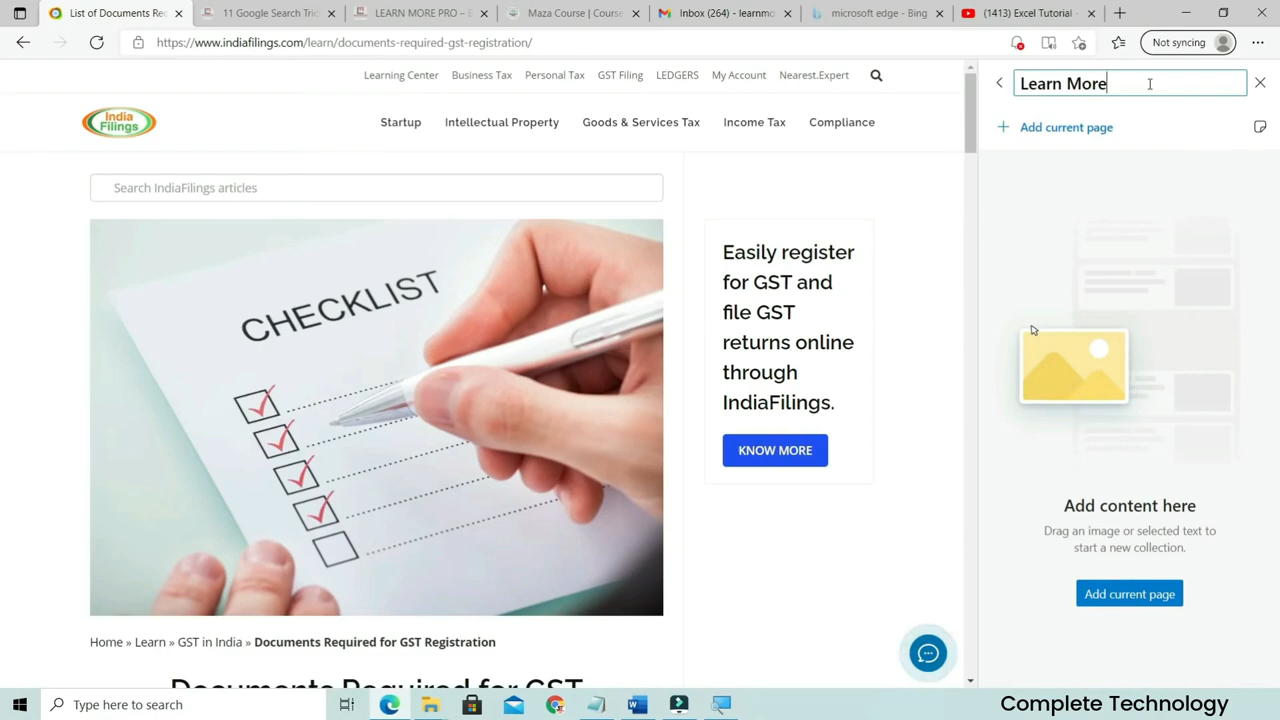 List of Documents Re
11 Google Search Tric
LEARN MORE PRO – E
Maza Course | Course
Inbox (264) - learnmo
microsoft edge - Bing
(1413) Excel Tutorial -
https://www.indiafilings.com/learn/documents-required-gst-registration/
Not syncing
Learning Center
Business Tax
Personal Tax
GST Filing
LEDGERS
My Account
Nearest.Expert
India
Filings
Startup
Intellectual Property
Goods & Services Tax
Income Tax
Compliance
Search IndiaFilings articles
CHECKLIST
Easily register
for GST and
file GST
returns online
through
IndiaFilings.
KNOW MORE
Home » Learn » GST in India » Documents Required for GST Registration
Documents Required for GST
Learn More
Add current page
Add content here
Drag an image or selected text to
start a new collection.
Add current page
Type here to search
Complete Technology